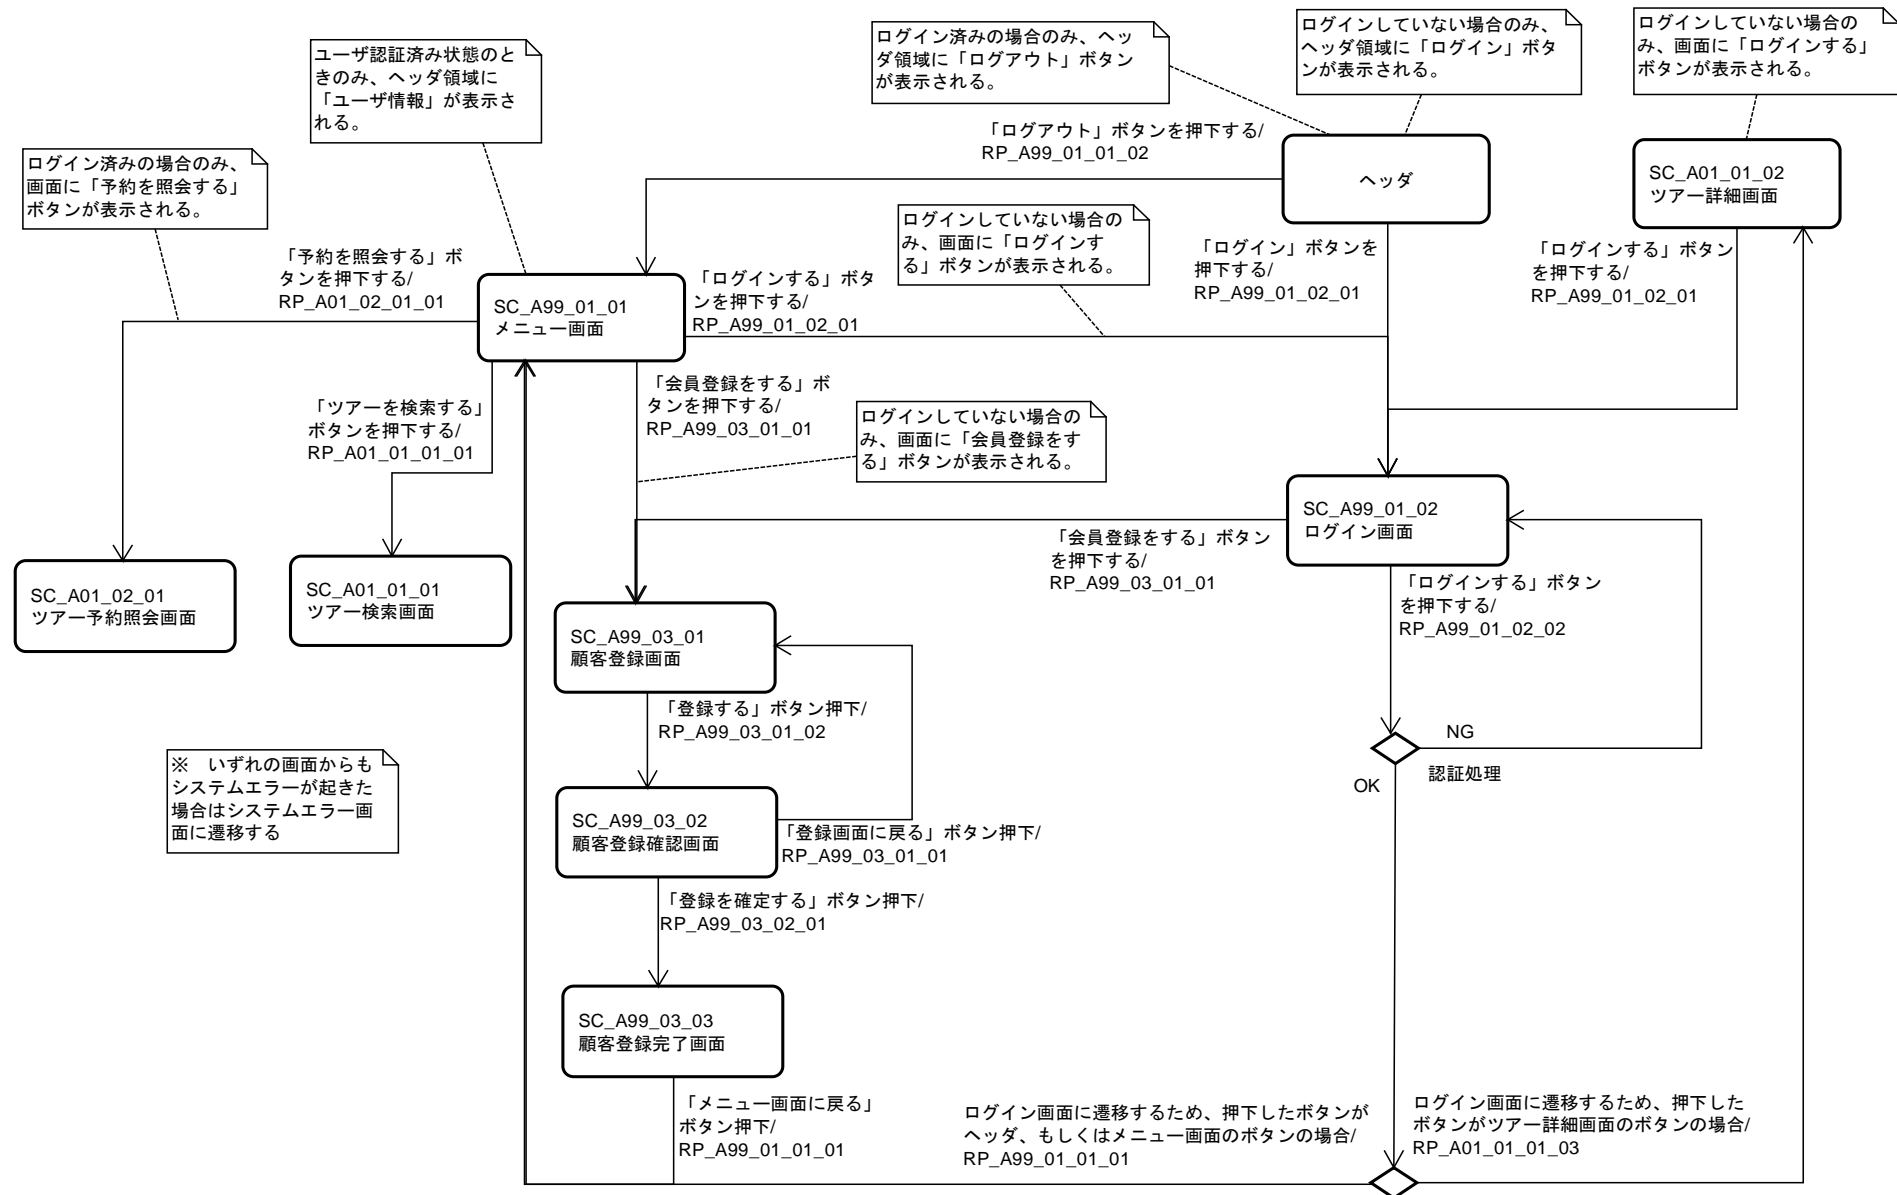 ユーザ認証済み状態のと
きのみ、ヘッダ領域に
「ユーザ情報」が表示さ
れる。
ログイン済みの場合のみ、ヘッ
ダ領域に「ログアウト」ボタン
が表示される。
ログインしていない場合のみ、
ヘッダ領域に「ログイン」ボタ
ンが表示される。
ログインしていない場合の
み、画面に「ログインする」
ボタンが表示される。
ログイン済みの場合のみ、
画面に「予約を照会する」
ボタンが表示される。
「ログアウト」ボタンを押下する/
RP_A99_01_01_02
ヘッダ
SC_A01_01_02
ツアー詳細画面
ログインしていない場合の
み、画面に「ログインす
る」ボタンが表示される。
「予約を照会する」ボ
タンを押下する/
RP_A01_02_01_01
SC_A99_01_01
メニュー画面
「ログインする」ボタ
ンを押下する/
RP_A99_01_02_01
「ログイン」ボタンを
押下する/
RP_A99_01_02_01
「ログインする」ボタン
を押下する/
RP_A99_01_02_01
「ツアーを検索する」
ボタンを押下する/
RP_A01_01_01_01
「会員登録をする」ボ
タンを押下する/
RP_A99_03_01_01
ログインしていない場合の
み、画面に「会員登録をす
る」ボタンが表示される。
SC_A99_01_02
ログイン画面
「会員登録をする」ボタン
を押下する/
RP_A99_03_01_01
SC_A01_02_01
ツアー予約照会画面
SC_A01_01_01
ツアー検索画面
「ログインする」ボタン
を押下する/
RP_A99_01_02_02
SC_A99_03_01
顧客登録画面
「登録する」ボタン押下/
RP_A99_03_01_02
NG
認証処理
OK
※　いずれの画面からも
システムエラーが起きた
場合はシステムエラー画
面に遷移する
SC_A99_03_02
顧客登録確認画面
「登録画面に戻る」ボタン押下/
RP_A99_03_01_01
「登録を確定する」ボタン押下/
RP_A99_03_02_01
SC_A99_03_03
顧客登録完了画面
「メニュー画面に戻る」
ボタン押下/
RP_A99_01_01_01
ログイン画面に遷移するため、押下したボタンが
ヘッダ、もしくはメニュー画面のボタンの場合/
RP_A99_01_01_01
ログイン画面に遷移するため、押下した
ボタンがツアー詳細画面のボタンの場合/
RP_A01_01_01_03